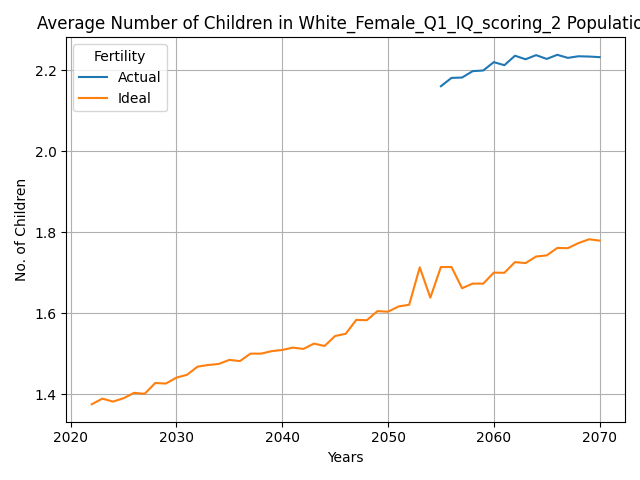 Average Number of Children in White_Female_Q1_IQ_scoring_2 Populatio
Fertility
Actual
Ideal
2.2
2.0
1.8
1.6
1.4
No. of Children
2020 2030 2040 2050 2060 2070
Years